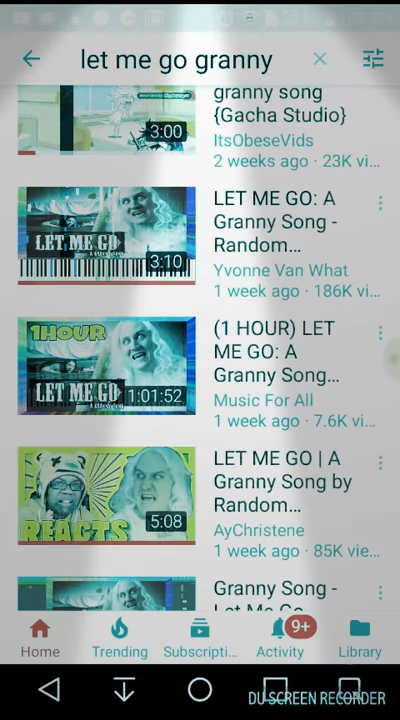 let me go granny
granny song
{Gacha Studio}
3:00
ItsObeseVids
2 weeks ago · 23K vi...
LET ME GO: A
Granny Song -
Random...
LET ME GO
3:10
Yvonne Van What
1 week ago · 186K vi...
(1 HOUR) LET
ME GO: A
Granny Song...
1HOUR
LET ME GO
1:01:52
Music For All
1 week ago · 7.6K vi...
LET ME GO | A
Granny Song by
Random...
REACTS
5:08
AyChristene
1 week ago · 85K vie...
Granny Song -
Let Me Go
9+
Home
Trending
Subscripti...
Activity
Library
DU SCREEN RECORDER